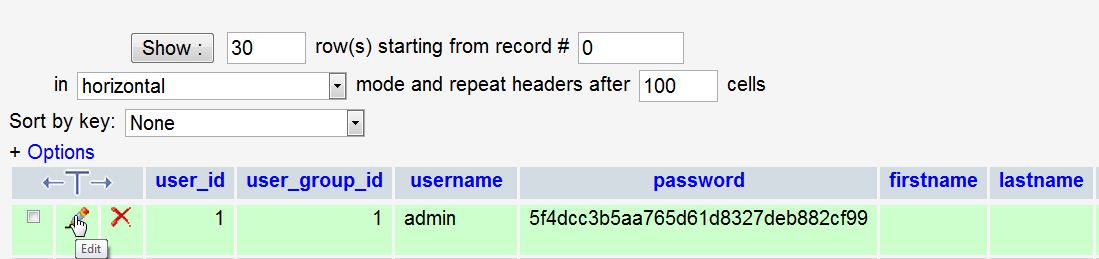 Show : 30 row(s) starting from record # 0
in horizontal mode and repeat headers after 100 cells
Sort by key: None
+ Options
←T→ user_id user_group_id username password firstname lastname
1 1 admin 5f4dcc3b5aa765d61d8327deb882cf99
Edit